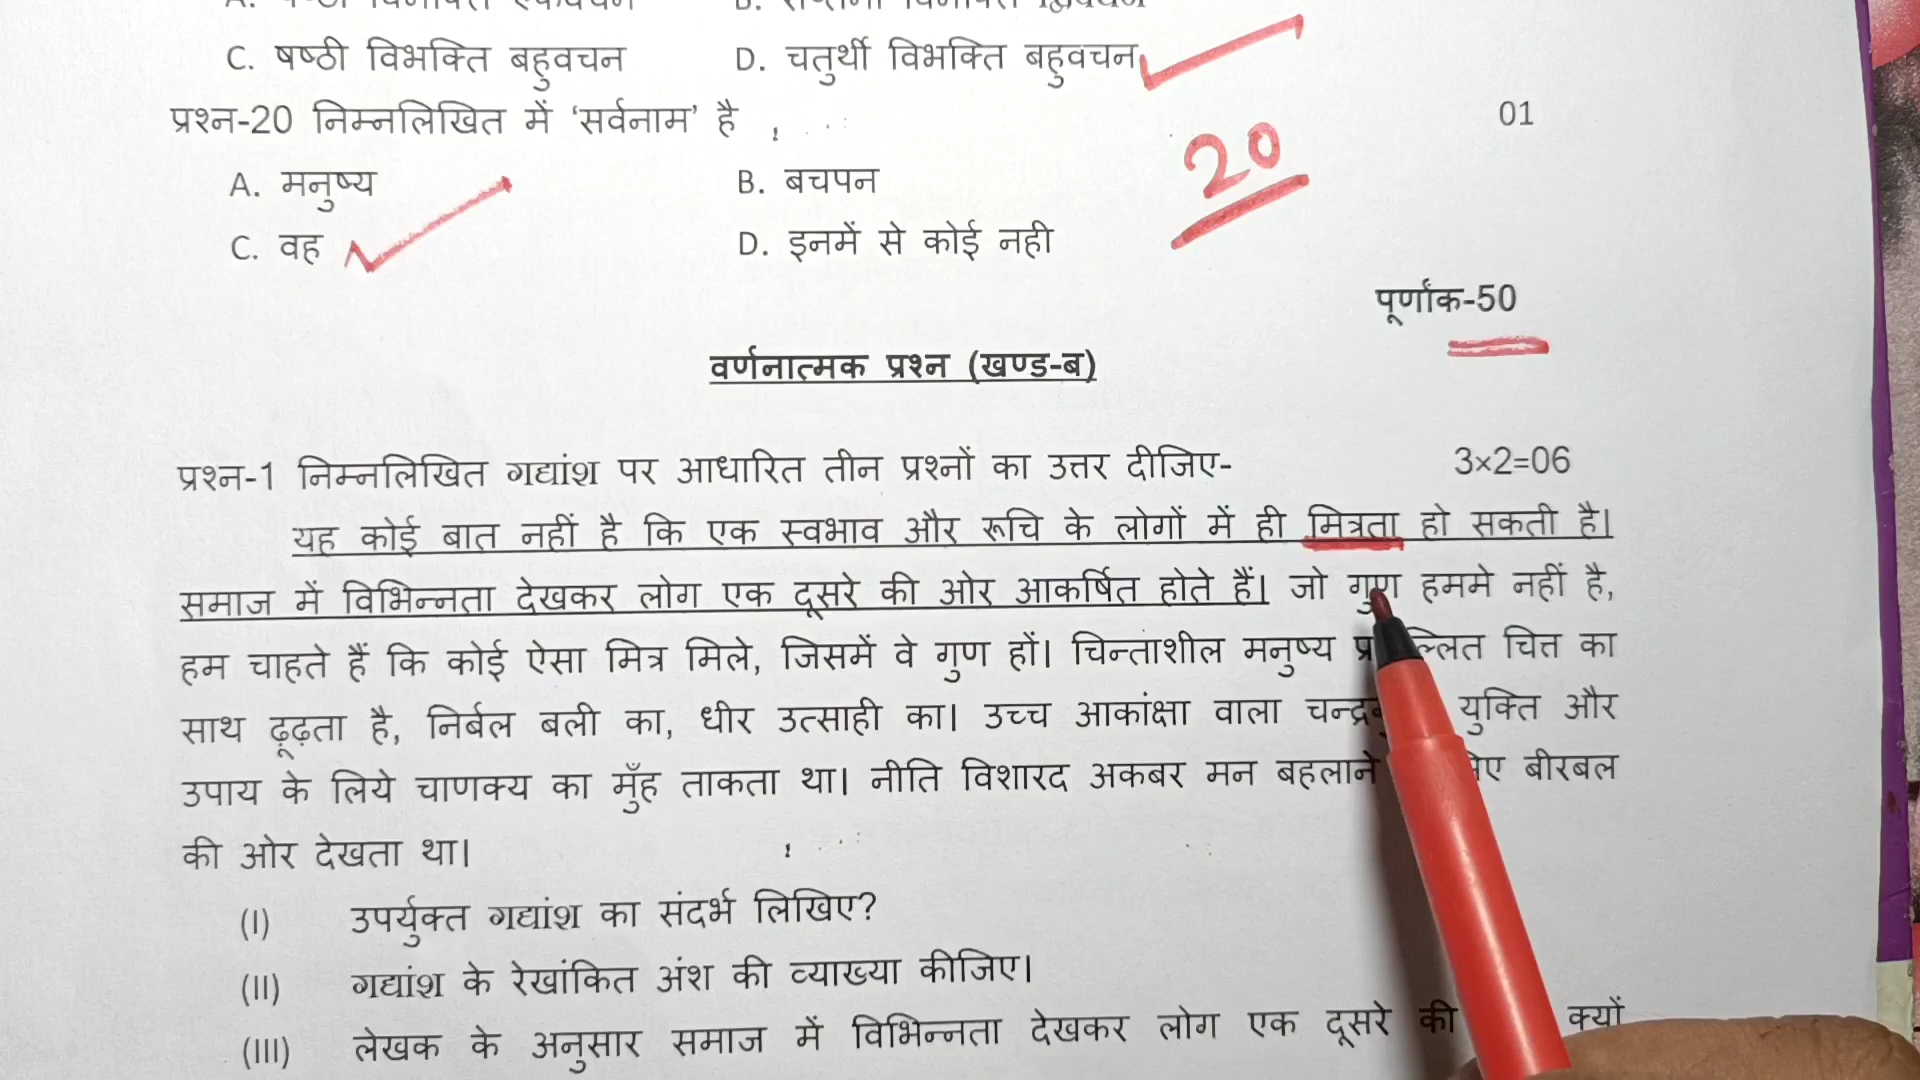 C. षष्ठी विभक्ति बहुवचन D. चतुर्थी विभक्ति बहुवचन
प्रश्न-20 निम्नलिखित में ‘सर्वनाम’ है 01
A. मनुष्य B. बचपन
20
C. वह D. इनमें से कोई नही
पूर्णांक-50
वर्णनात्मक प्रश्न (खण्ड-ब)
प्रश्न-1 निम्नलिखित गद्यांश पर आधारित तीन प्रश्नों का उत्तर दीजिए- 3×2=06
यह कोई बात नहीं है कि एक स्वभाव और रूचि के लोगों में ही मित्रता हो सकती है।
समाज में विभिन्नता देखकर लोग एक दूसरे की ओर आकर्षित होते हैं। जो गुण हममे नहीं है,
हम चाहते हैं कि कोई ऐसा मित्र मिले, जिसमें वे गुण हों। चिन्ताशील मनुष्य चित्त का
साथ ढ़ूढ़ता है, निर्बल बली का, धीर उत्साही का। उच्च आकांक्षा वाला युक्ति और
उपाय के लिये चाणक्य का मुँह ताकता था। नीति विशारद अकबर मन बहलाने बीरबल
की ओर देखता था।
(I) उपर्युक्त गद्यांश का संदर्भ लिखिए?
(II) गद्यांश के रेखांकित अंश की व्याख्या कीजिए।
(III) लेखक के अनुसार समाज में विभिन्नता देखकर लोग एक दूसरे की क्यों